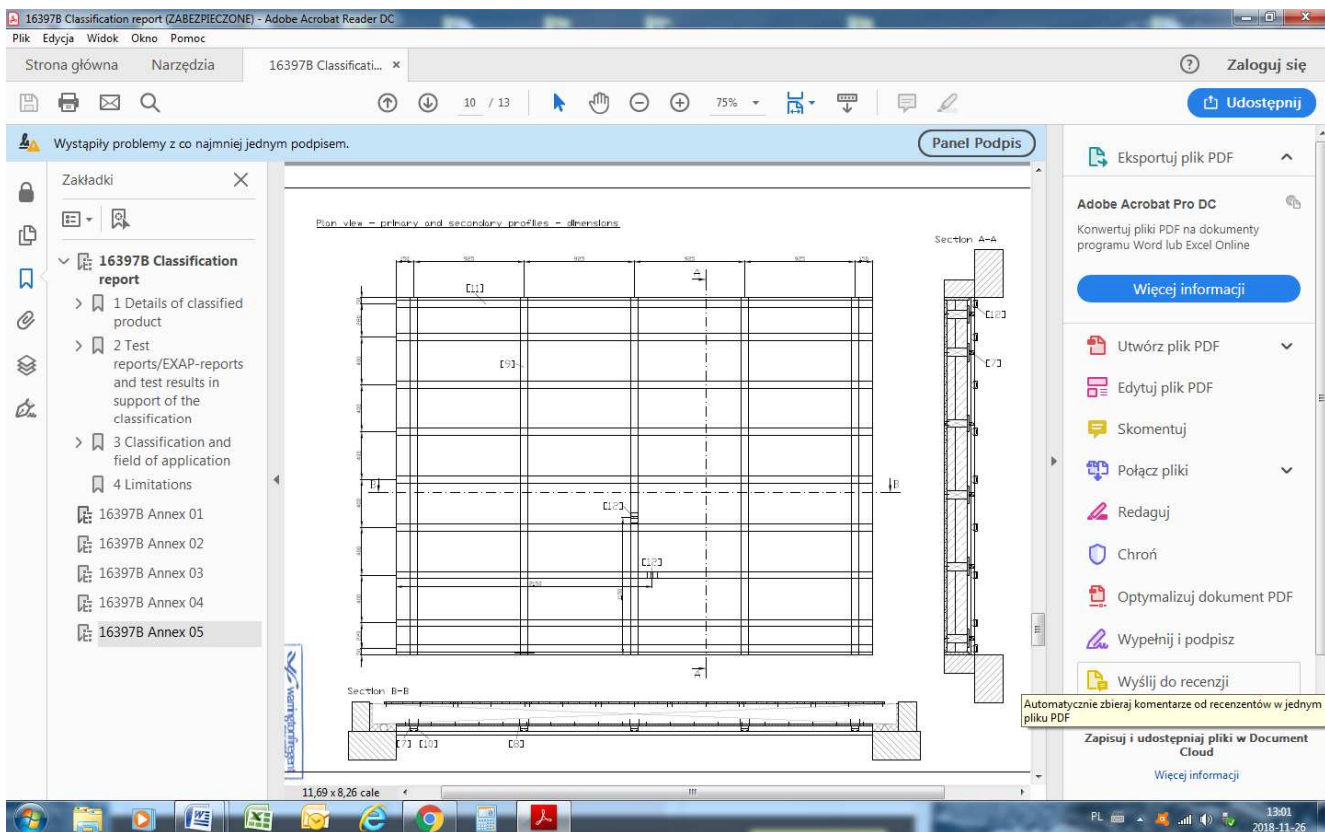 16397B Classification report (ZABEZPIECZONE) - Adobe Acrobat Reader DC
Plik Edycja Widok Okno Pomoc
Strona główna Narzędzia 16397B Classificati... × Zaloguj się
10 / 13 75% Udostępnij
Wystąpiły problemy z co najmniej jednym podpisem. Panel Podpis
Zakładki
16397B Classification
report
1 Details of classified
product
2 Test
reports/EXAP-reports
and test results in
support of the
classification
3 Classification and
field of application
4 Limitations
16397B Annex 01
16397B Annex 02
16397B Annex 03
16397B Annex 04
16397B Annex 05
Plan view - primary and secondary profiles - dimensions
Section A-A
150 925 925 925 150
A
[11]
[12]
[9]
[7]
B B
[12]
[12]
A
Section B-B
[7] [10] [8]
warringtonfiregent
11,69 x 8,26 cale
Eksportuj plik PDF
Adobe Acrobat Pro DC
Konwertuj pliki PDF na dokumenty
programu Word lub Excel Online
Więcej informacji
Utwórz plik PDF
Edytuj plik PDF
Skomentuj
Połącz pliki
Redaguj
Chroń
Optymalizuj dokument PDF
Wypełnij i podpisz
Wyślij do recenzji
Automatycznie zbieraj komentarze od recenzentów w jednym
pliku PDF
Zapisuj i udostępniaj pliki w Document
Cloud
Więcej informacji
PL 13:01
2018-11-26